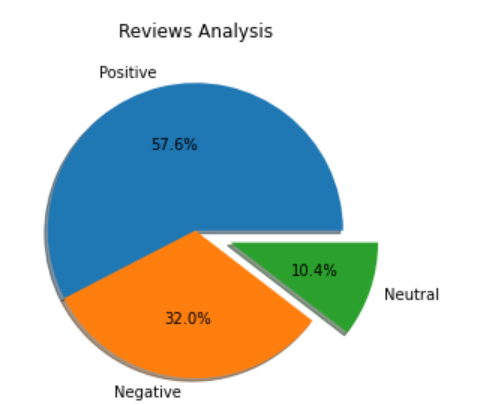 Reviews Analysis
Positive
57.6%
10.4%
Neutral
32.0%
Negative